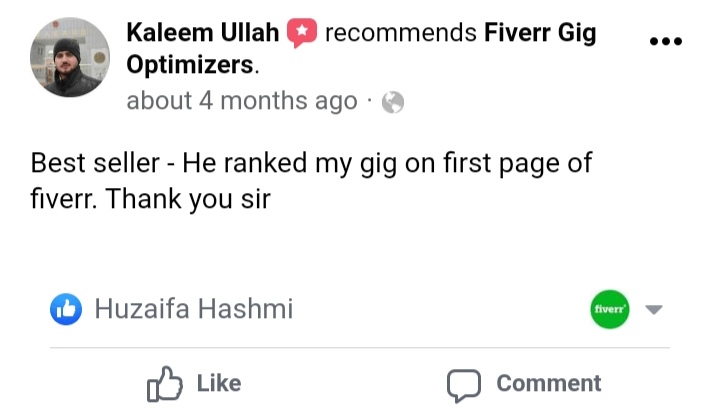 Kaleem Ullah recommends Fiverr Gig
Optimizers.
about 4 months ago ·
Best seller - He ranked my gig on first page of
fiverr. Thank you sir
Huzaifa Hashmi
fiverr
Like
Comment